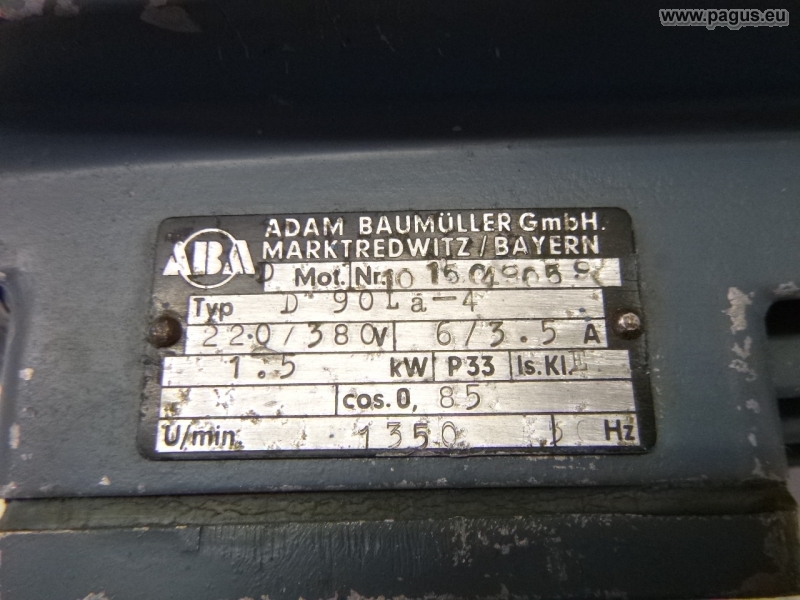 www.pagus.eu
ABA
ADAM BAUMÜLLER GmbH.
MARKTREDWITZ/BAYERN
D Mot. Nr.
Typ D 90La-4
220/380V 6/3.5 A
1.5 kW P33 Is.Kl.
cos.0, 85
U/min. 1350 Hz